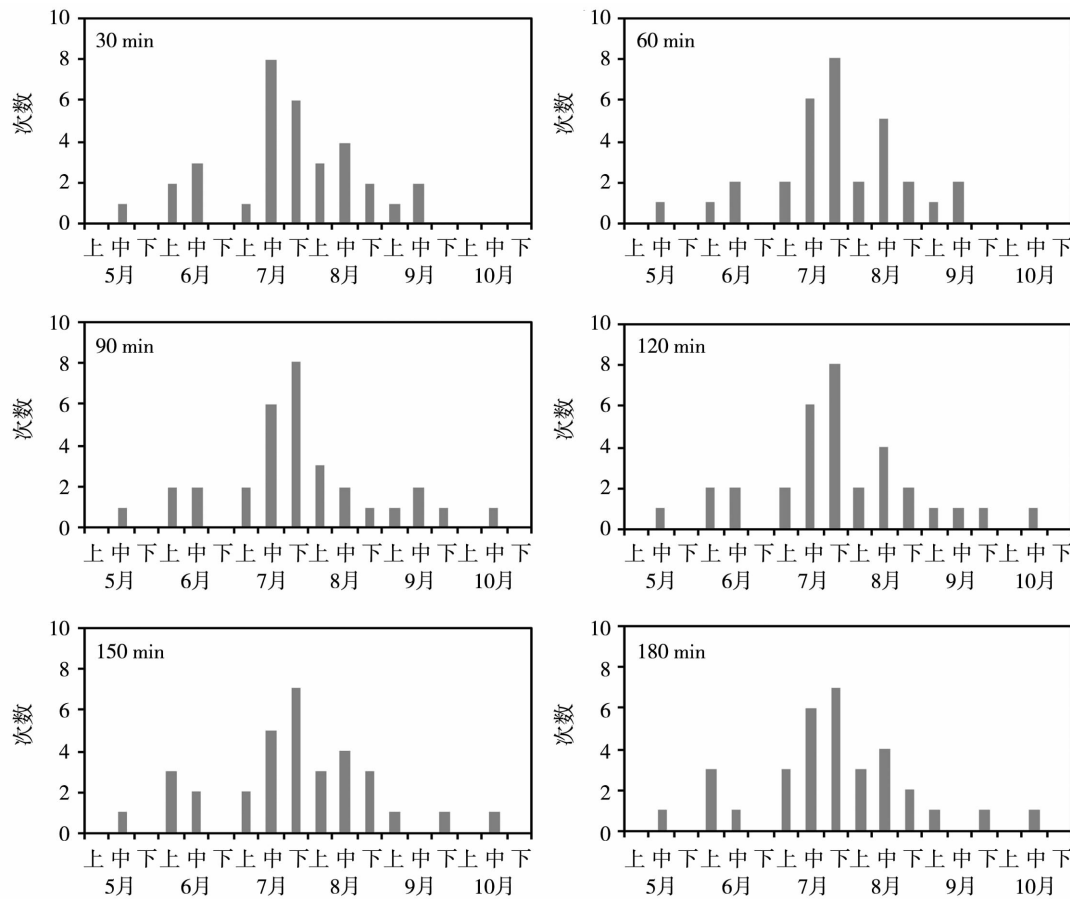 30 min
次数
10
8
6
4
2
0
上 中 下 上 中 下 上 中 下 上 中 下 上 中 下 上 中 下
5月 6月 7月 8月 9月 10月
60 min
次数
10
8
6
4
2
0
上 中 下 上 中 下 上 中 下 上 中 下 上 中 下 上 中 下
5月 6月 7月 8月 9月 10月
90 min
次数
10
8
6
4
2
0
上 中 下 上 中 下 上 中 下 上 中 下 上 中 下 上 中 下
5月 6月 7月 8月 9月 10月
120 min
次数
10
8
6
4
2
0
上 中 下 上 中 下 上 中 下 上 中 下 上 中 下 上 中 下
5月 6月 7月 8月 9月 10月
150 min
次数
10
8
6
4
2
0
上 中 下 上 中 下 上 中 下 上 中 下 上 中 下 上 中 下
5月 6月 7月 8月 9月 10月
180 min
次数
10
8
6
4
2
0
上 中 下 上 中 下 上 中 下 上 中 下 上 中 下 上 中 下
5月 6月 7月 8月 9月 10月